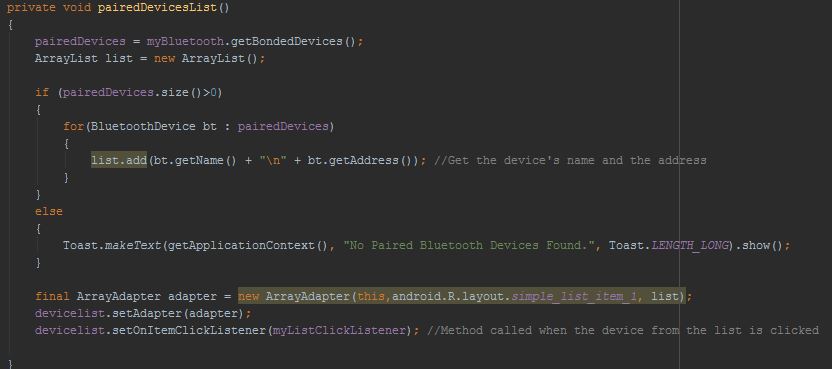 private void pairedDevicesList()
{
pairedDevices = myBluetooth.getBondedDevices();
ArrayList list = new ArrayList();
if (pairedDevices.size()>0)
{
for(BluetoothDevice bt : pairedDevices)
{
list.add(bt.getName() + "\n" + bt.getAddress()); //Get the device's name and the address
}
}
else
{
Toast.makeText(getApplicationContext(), "No Paired Bluetooth Devices Found.", Toast.LENGTH_LONG).show();
}
final ArrayAdapter adapter = new ArrayAdapter(this,android.R.layout.simple_list_item_1, list);
devicelist.setAdapter(adapter);
devicelist.setOnItemClickListener(myListClickListener); //Method called when the device from the list is clicked
}